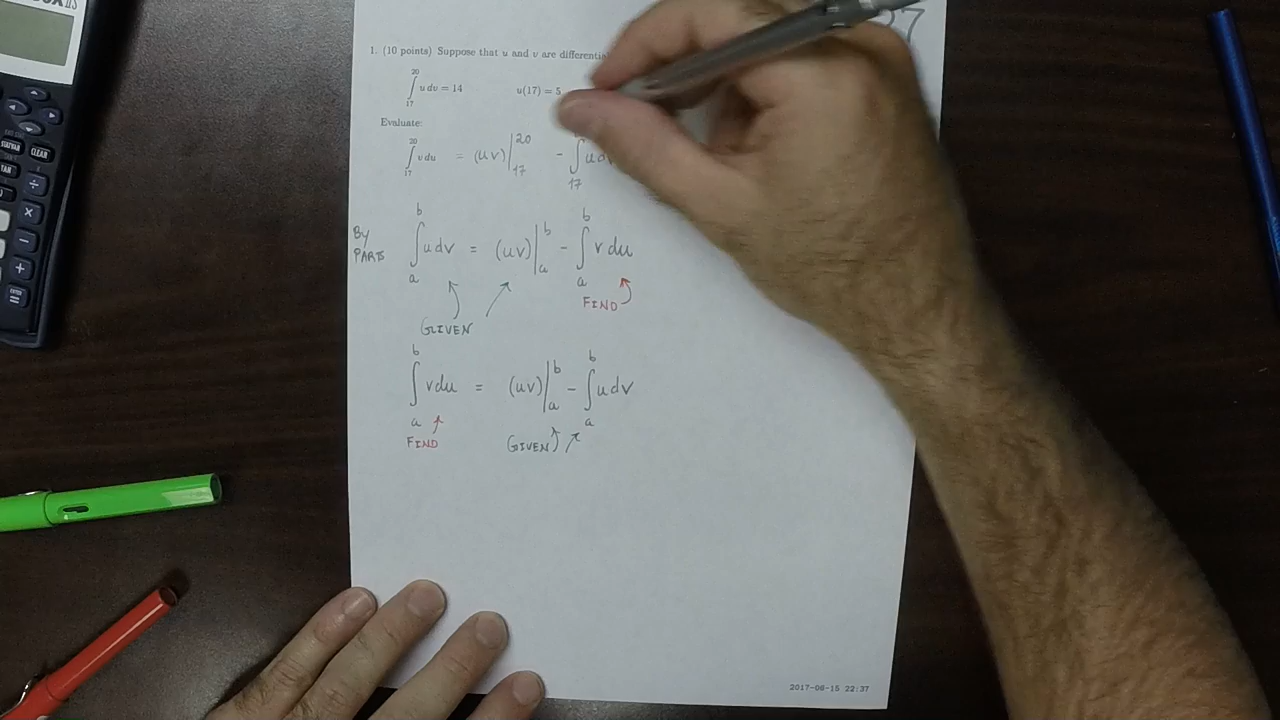 27
1. (10 points) Suppose that u and v are
∫ 20 17 u dv = 14 u(17) = 5
Evaluate:
∫ 20 17 v du = (uv)| 20 17 - ∫ 17 u
By Parts ∫ b a u dv = (uv)| b a - ∫ b a v du
GIVEN FIND
∫ b a v du = (uv)| b a - ∫ b a u dv
FIND GIVEN
2017-08-15 22:37
CLEAR